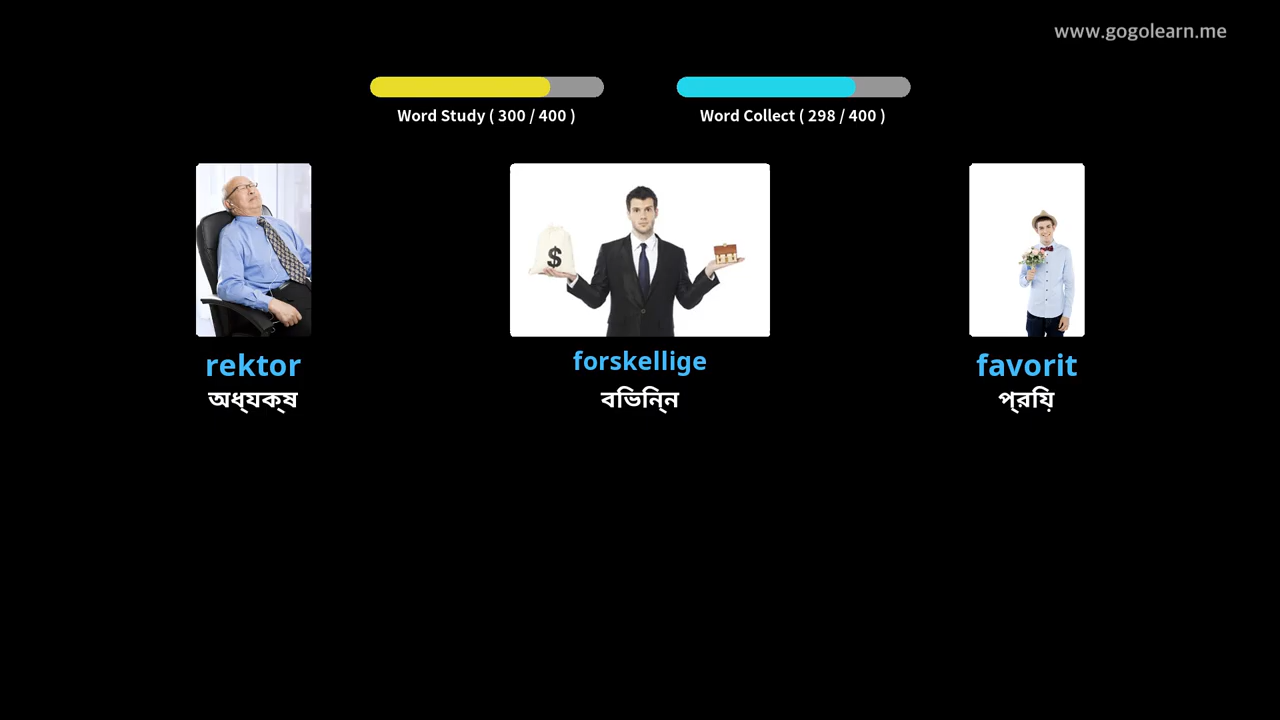 www.gogolearn.me
Word Study ( 300 / 400 )
Word Collect ( 298 / 400 )
$
rektor
forskellige
favorit
অধ্যক্ষ
বিভিন্ন
প্রিয়